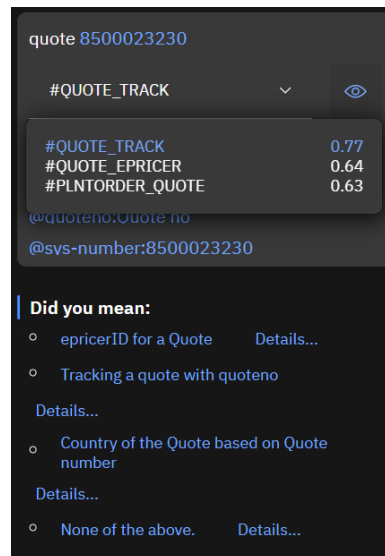 quote 8500023230
#QUOTE_TRACK
#QUOTE_TRACK 0.77
#QUOTE_EPRICER 0.64
#PLNTORDER_QUOTE 0.63
@quoteno:Quote no
@sys-number:8500023230
Did you mean:
epricerID for a Quote Details...
Tracking a quote with quoteno
Details...
Country of the Quote based on Quote
number
Details...
None of the above. Details...